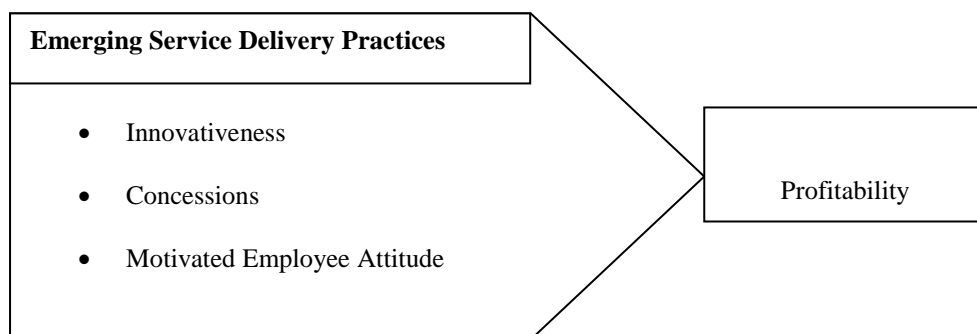 Emerging Service Delivery Practices
• Innovativeness
• Concessions
• Motivated Employee Attitude
Profitability